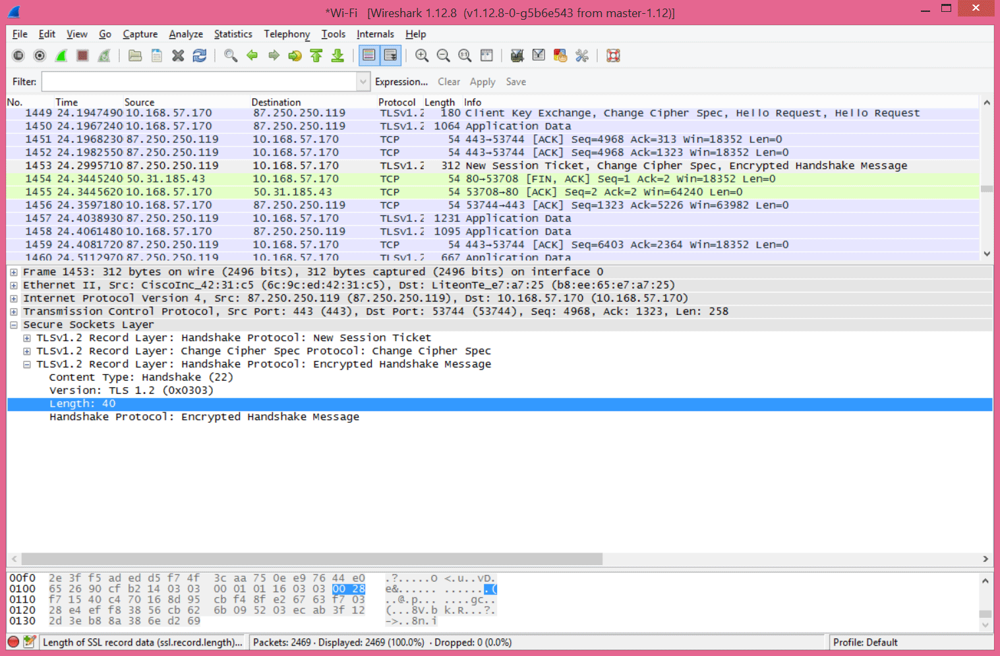 *Wi-Fi   [Wireshark 1.12.8  (v1.12.8-0-g5b6e543 from master-1.12)]
File Edit View Go Capture Analyze Statistics Telephony Tools Internals Help
Filter: Expression... Clear Apply Save
No. Time Source Destination Protocol Length Info
1449 24.1947490 10.168.57.170 87.250.250.119 TLSv1.2 180 Client Key Exchange, Change Cipher Spec, Hello Request, Hello Request
1450 24.1967240 10.168.57.170 87.250.250.119 TLSv1.2 1064 Application Data
1451 24.1968230 87.250.250.119 10.168.57.170 TCP 54 443→53744 [ACK] Seq=4968 Ack=313 Win=18352 Len=0
1452 24.1982550 87.250.250.119 10.168.57.170 TCP 54 443→53744 [ACK] Seq=4968 Ack=1323 Win=18352 Len=0
1453 24.2995710 87.250.250.119 10.168.57.170 TLSv1.2 312 New Session Ticket, Change Cipher Spec, Encrypted Handshake Message
1454 24.3445240 50.31.185.43 10.168.57.170 TCP 54 80→53708 [FIN, ACK] Seq=1 Ack=2 Win=18352 Len=0
1455 24.3445620 10.168.57.170 50.31.185.43 TCP 54 53708→80 [ACK] Seq=2 Ack=2 Win=64240 Len=0
1456 24.3597180 10.168.57.170 87.250.250.119 TCP 54 53744→443 [ACK] Seq=1323 Ack=5226 Win=63982 Len=0
1457 24.4038930 87.250.250.119 10.168.57.170 TLSv1.2 1231 Application Data
1458 24.4061480 10.168.57.170 87.250.250.119 TLSv1.2 1095 Application Data
1459 24.4081720 87.250.250.119 10.168.57.170 TCP 54 443→53744 [ACK] Seq=6403 Ack=2364 Win=18352 Len=0
1460 24.5112970 87.250.250.119 10.168.57.170 TLSv1.2 667 Application Data
Frame 1453: 312 bytes on wire (2496 bits), 312 bytes captured (2496 bits) on interface 0
Ethernet II, Src: CiscoInc_42:31:c5 (6c:9c:ed:42:31:c5), Dst: LiteonTe_e7:a7:25 (b8:ee:65:e7:a7:25)
Internet Protocol Version 4, Src: 87.250.250.119 (87.250.250.119), Dst: 10.168.57.170 (10.168.57.170)
Transmission Control Protocol, Src Port: 443 (443), Dst Port: 53744 (53744), Seq: 4968, Ack: 1323, Len: 258
Secure Sockets Layer
TLSv1.2 Record Layer: Handshake Protocol: New Session Ticket
TLSv1.2 Record Layer: Change Cipher Spec Protocol: Change Cipher Spec
TLSv1.2 Record Layer: Handshake Protocol: Encrypted Handshake Message
Content Type: Handshake (22)
Version: TLS 1.2 (0x0303)
Length: 40
Handshake Protocol: Encrypted Handshake Message
00f0 2e 3f f5 ad ed d5 f7 4f 3c aa 75 0e e9 76 44 e0 .?.....O <.u..vD.
0100 65 26 90 cf b2 14 03 03 00 01 01 16 03 03 00 28 e&...... .......(
0110 f7 15 40 c4 70 16 8d 95 cb f4 8f e2 67 63 f7 03 ..@.p... ....gc..
0120 28 e4 ef f8 38 56 cb 62 6b 09 52 03 ec ab 3f 12 (...8V.b k.R...?.
0130 2d 3e b8 8a 38 6e d2 69 ->..8n.i
Length of SSL record data (ssl.record.length)... Packets: 2469 · Displayed: 2469 (100.0%) · Dropped: 0 (0.0%) Profile: Default